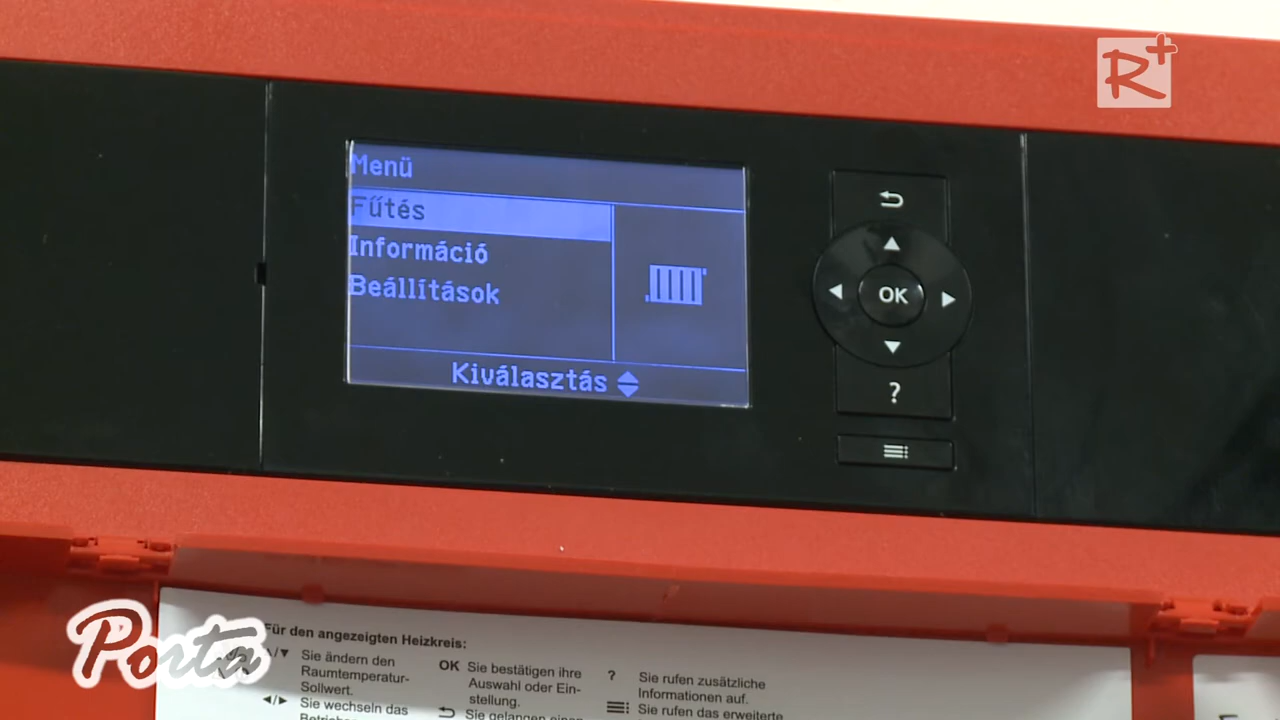 R+
Menü
Fűtés
Információ
Beállítások
Kiválasztás
OK
?
Porta
Für den angezeigten Heizkreis:
Sie ändern den
Raumtemperatur-
Sollwert.
Sie wechseln das
OK Sie bestätigen ihre
Auswahl oder Ein-
stellung.
Sie gelangen einen
? Sie rufen zusätzliche
Informationen auf.
Sie rufen das erweiterte